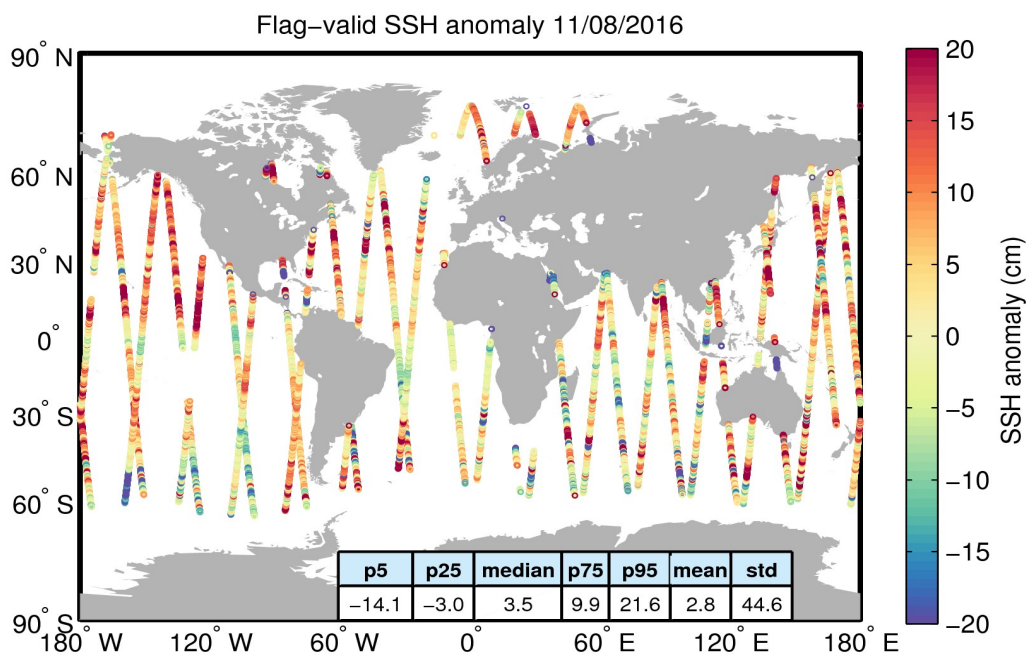 Flag−valid SSH anomaly 11/08/2016
90° N
60° N
30° N
0°
30° S
60° S
90° S
180° W
120° W
60° W
0°
60° E
120° E
180° E
p5 p25 median p75 p95 mean std
−14.1 −3.0 3.5 9.9 21.6 2.8 44.6
20
15
10
5
0
−5
−10
−15
−20
SSH anomaly (cm)